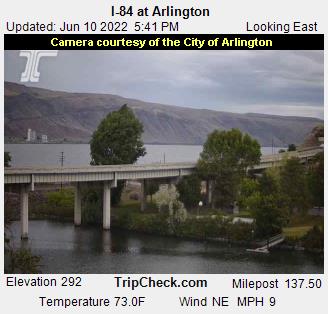 I-84 at Arlington
Updated: Jun 10 2022 5:41 PM Looking East
Camera courtesy of the City of Arlington
Elevation 292 TripCheck.com Milepost 137.50
Temperature 73.0F Wind NE MPH 9